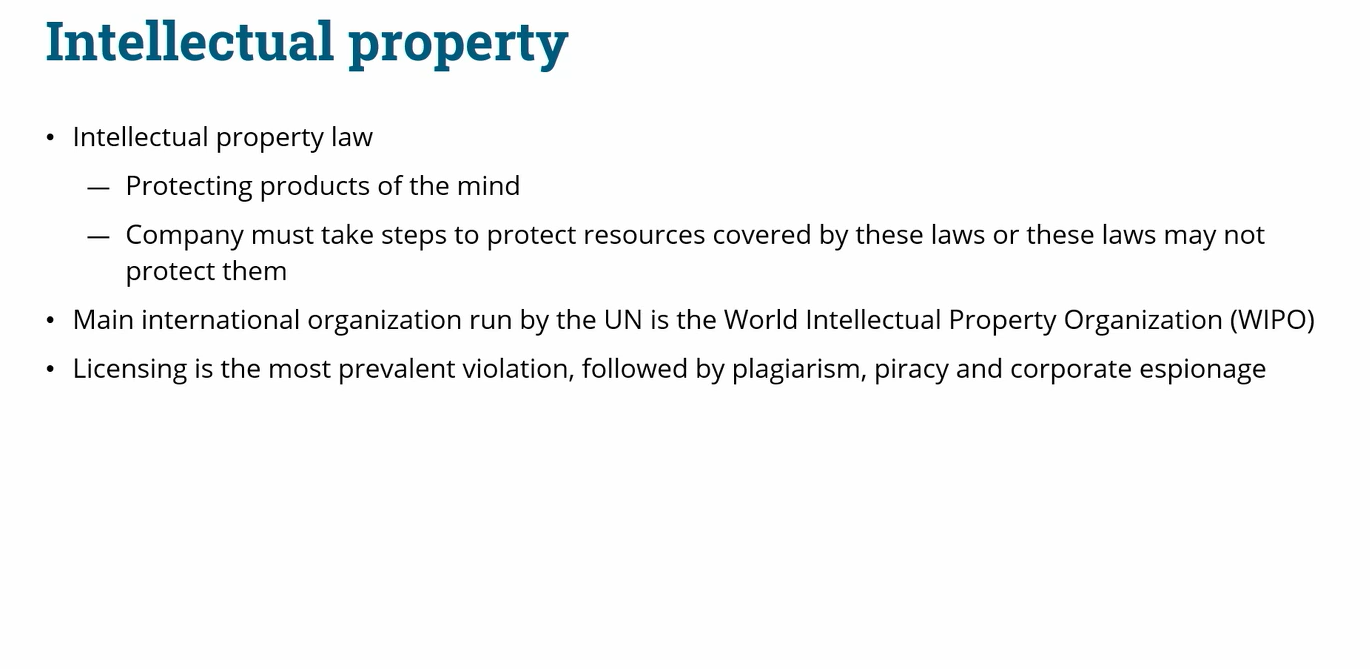 Intellectual property
• Intellectual property law
— Protecting products of the mind
— Company must take steps to protect resources covered by these laws or these laws may not
protect them
• Main international organization run by the UN is the World Intellectual Property Organization (WIPO)
• Licensing is the most prevalent violation, followed by plagiarism, piracy and corporate espionage